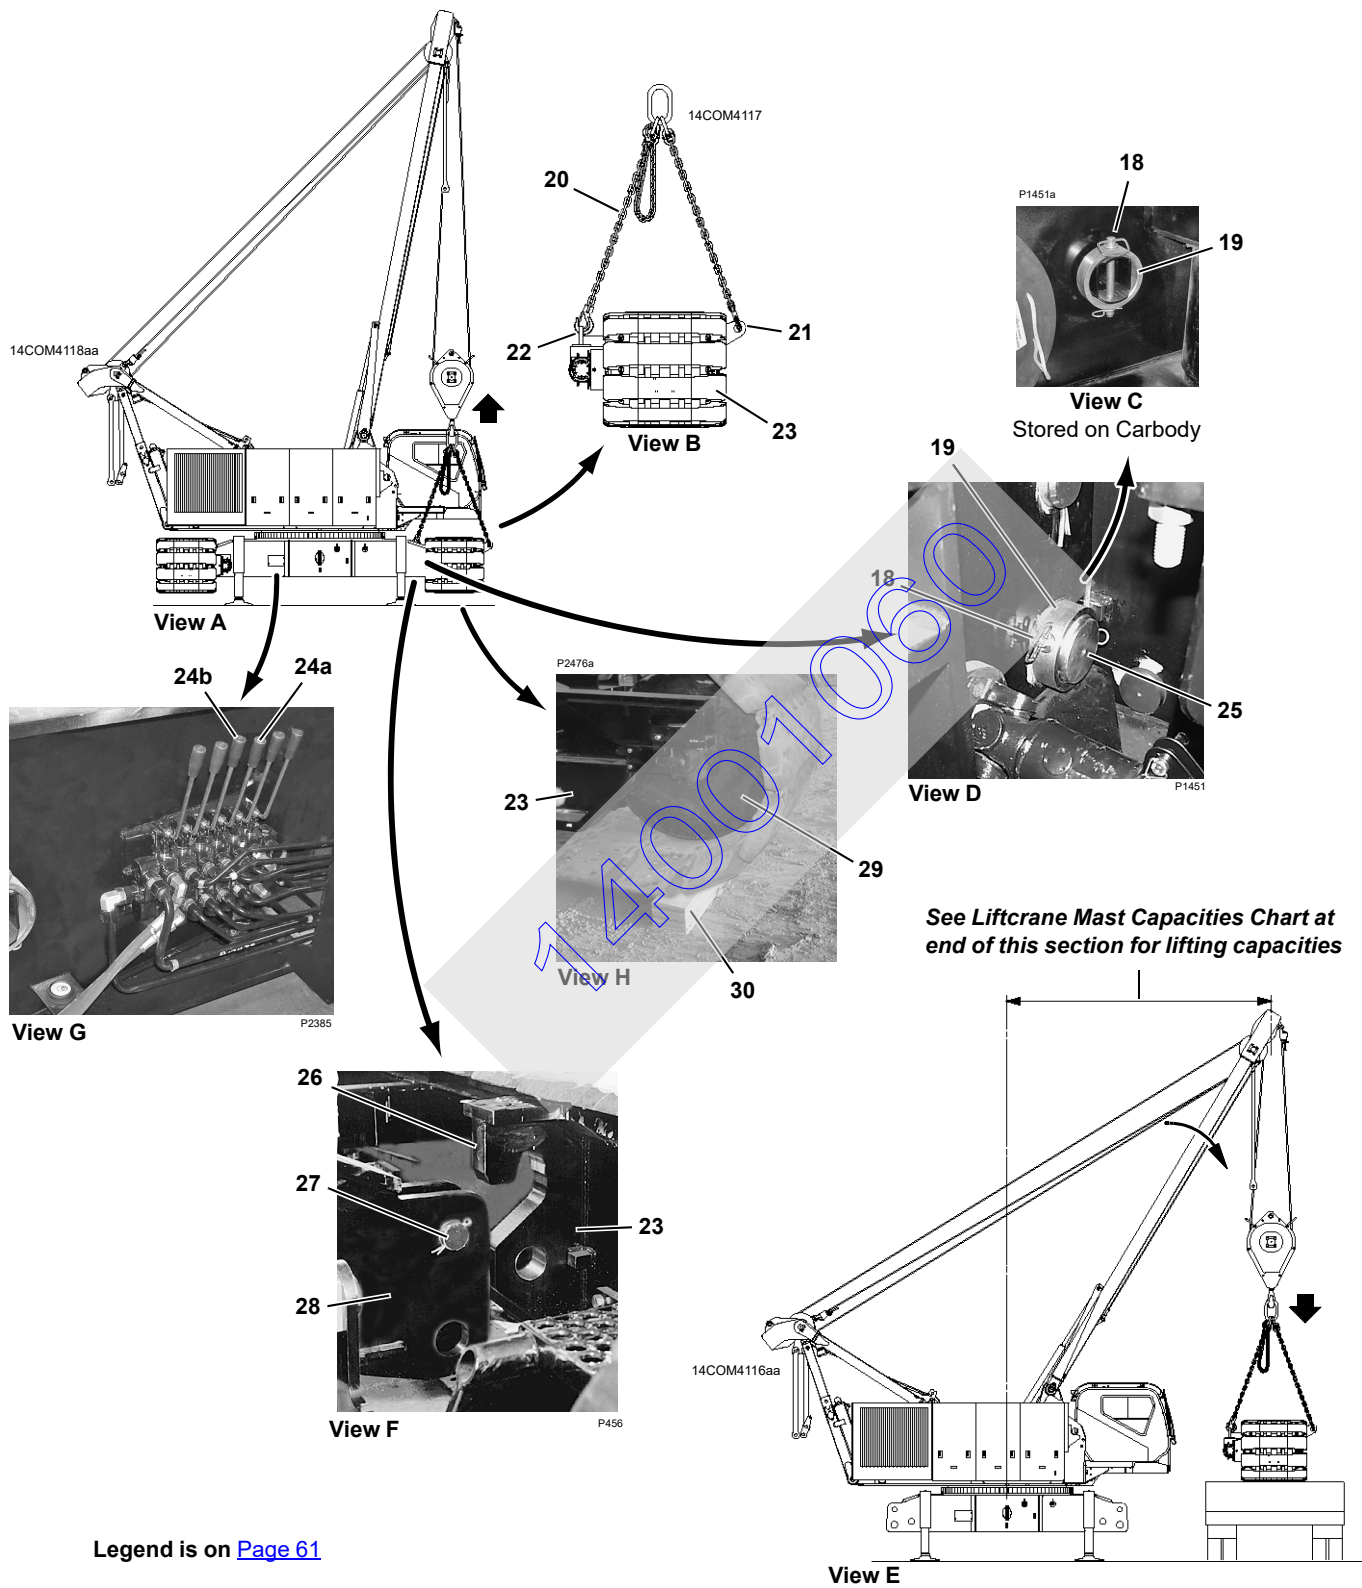 14COM4117
18
P1451a
20
19
14COM4118aa
21
22
23
View B
View C
Stored on Carbody
19
18
View A
24b
24a
P2476a
25
23
View D
P1451
29
See Liftcrane Mast Capacities Chart at
end of this section for lifting capacities
View H
30
View G
P2385
14001060
26
27
23
28
14COM4116aa
View F
P456
Legend is on Page 61
View E